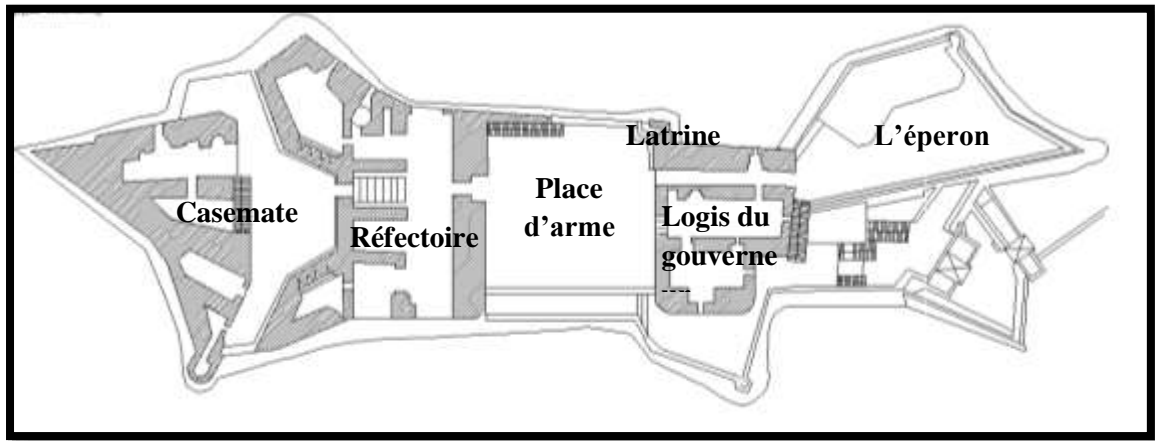 Latrine
L'éperon
Place
d'arme
Casemate
Logis du
Réfectoire
gouverne